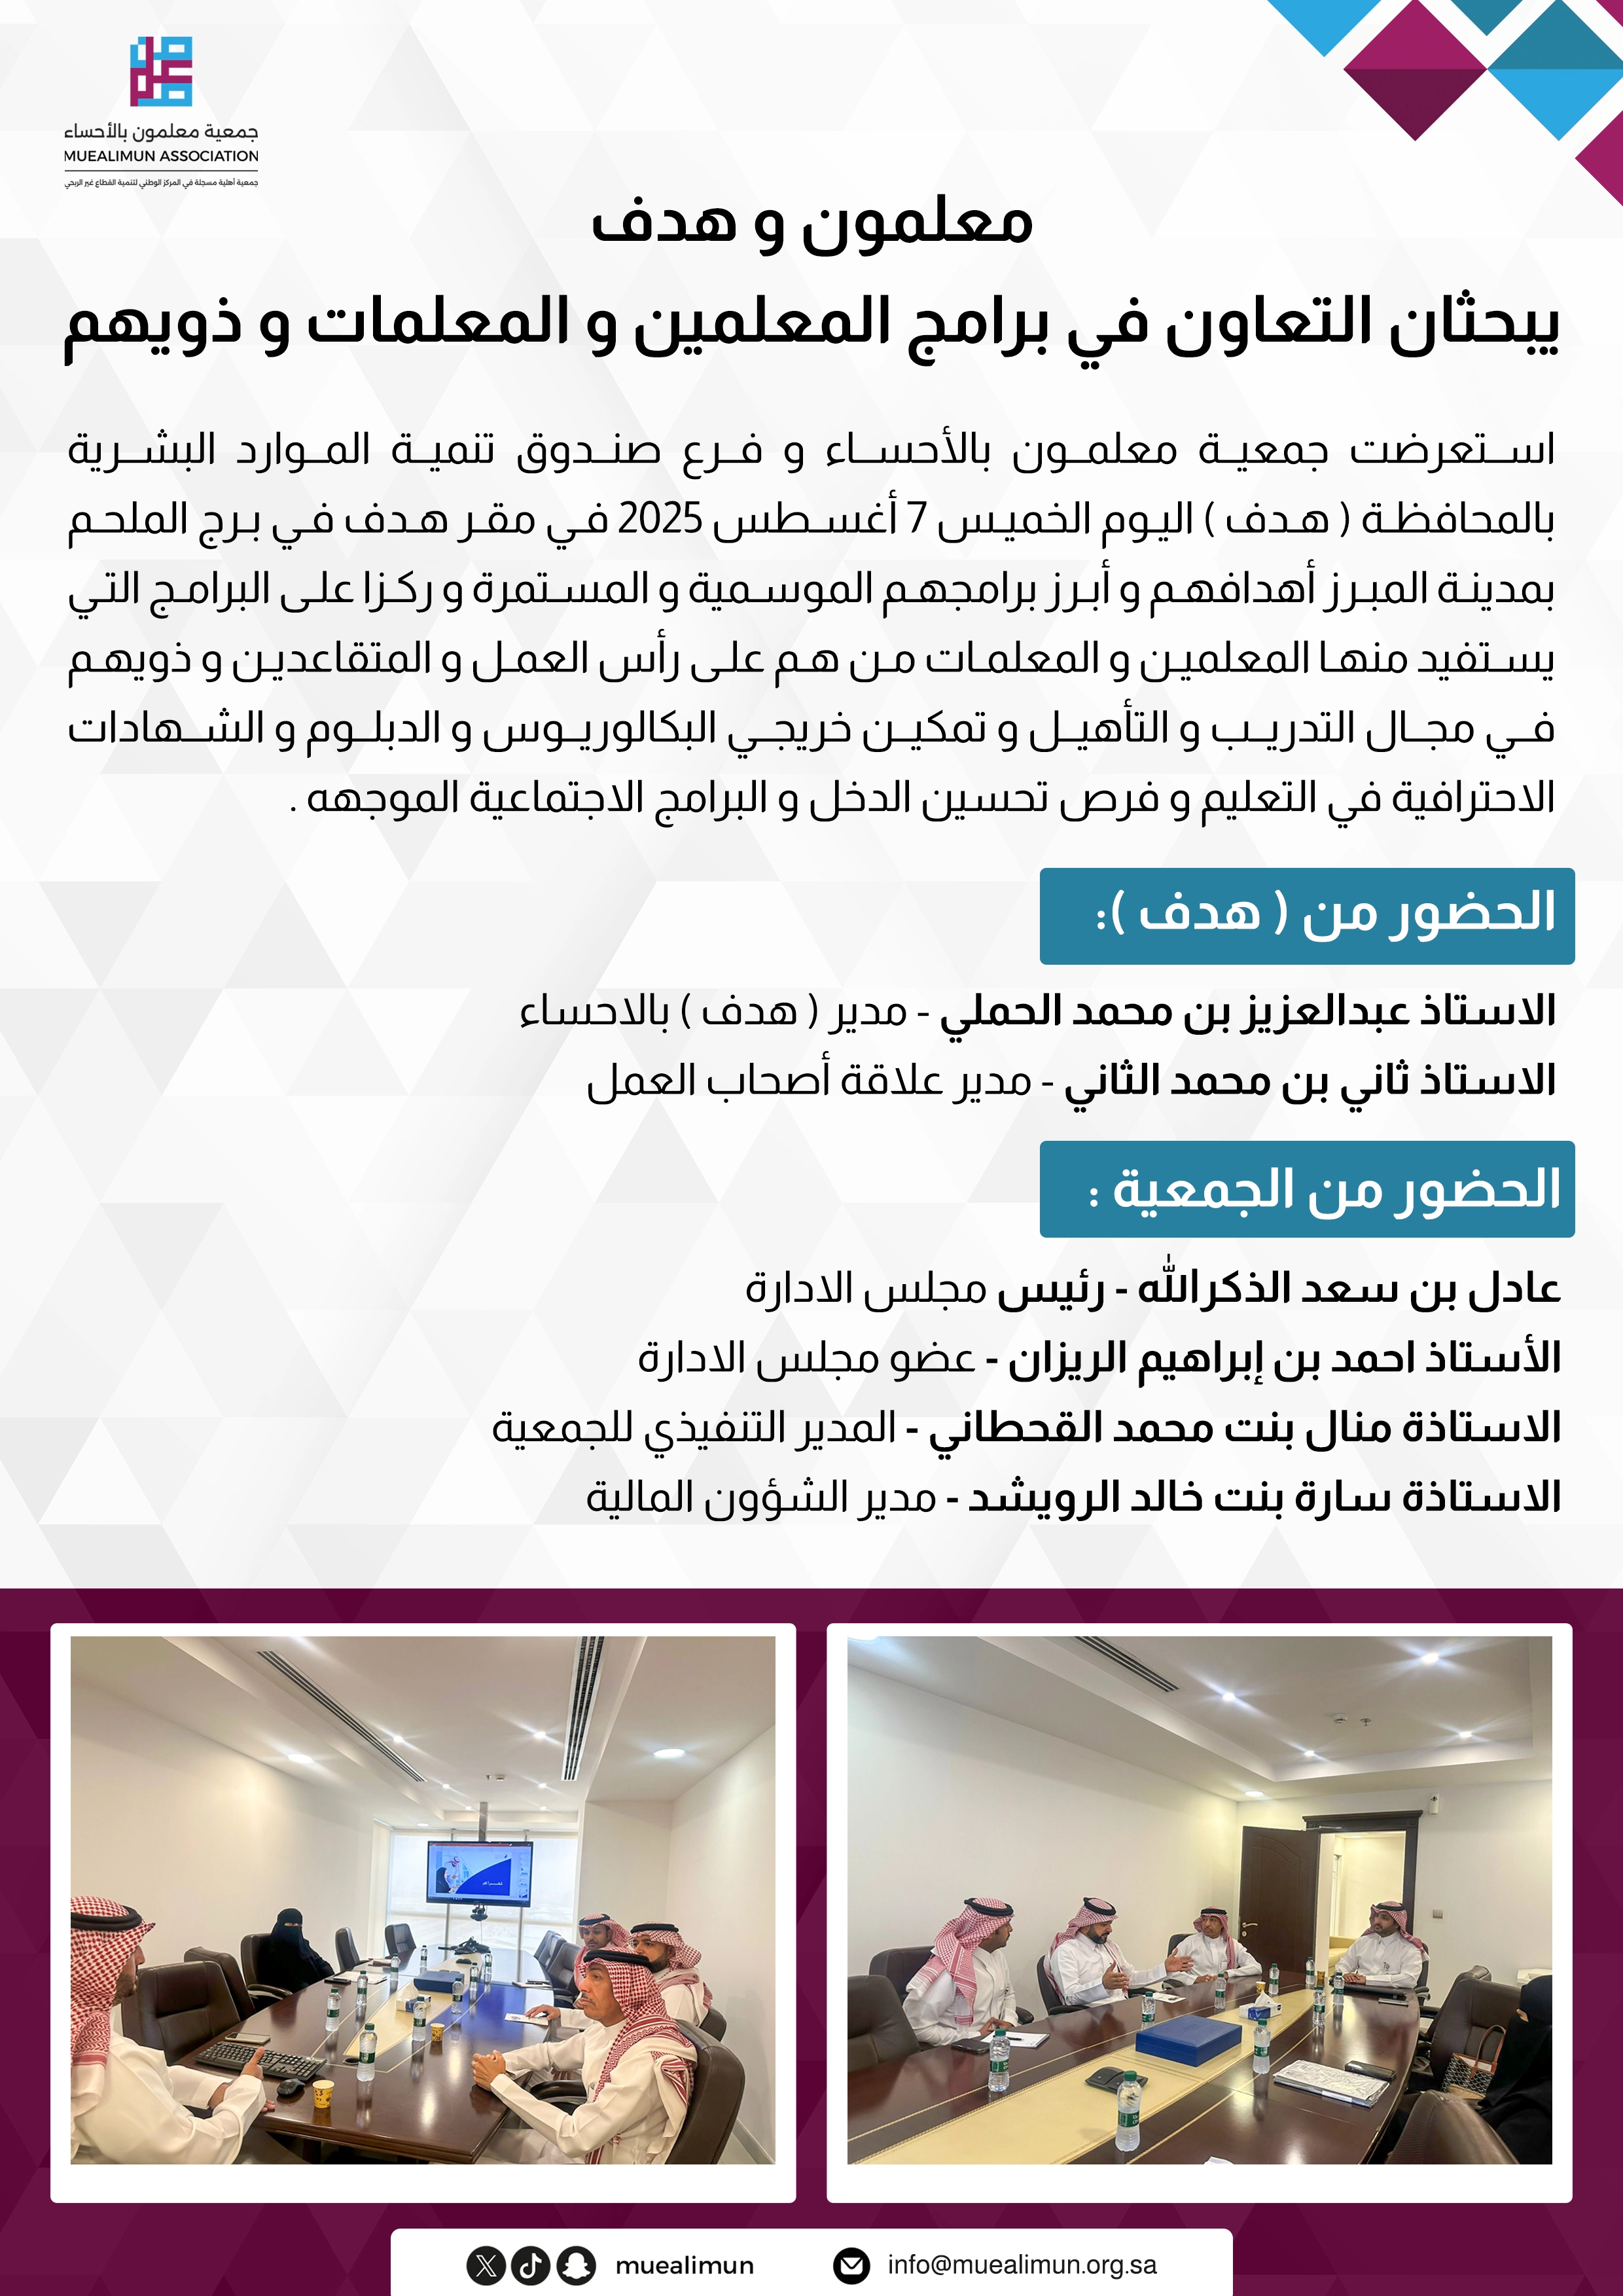 جمعية معلمون بالأحساء
MUEALIMUN ASSOCIATION
جمعية أهلية مسجلة في المركز الوطني لتنمية القطاع غير الربحي
معلمون و هدف
يبحثان التعاون في برامج المعلمين و المعلمات و ذويهم
استعرضت جمعية معلمون بالأحساء و فرع صندوق تنمية الموارد البشرية
بالمحافظة ( هدف ) اليوم الخميس 7 أغسطس 2025 في مقر هدف في برج الملحم
بمدينة المبرز أهدافهم و أبرز برامجهم الموسمية و المستمرة و ركزا على البرامج التي
يستفيد منها المعلمين و المعلمات من هم على رأس العمل و المتقاعدين و ذويهم
في مجال التدريب و التأهيل و تمكين خريجي البكالوريوس و الدبلوم و الشهادات
الاحترافية في التعليم و فرص تحسين الدخل و البرامج الاجتماعية الموجهه .
الحضور من ( هدف ):
الاستاذ عبدالعزيز بن محمد الحملي - مدير ( هدف ) بالاحساء
الاستاذ ثاني بن محمد الثاني - مدير علاقة أصحاب العمل
الحضور من الجمعية :
عادل بن سعد الذكرالله - رئيس مجلس الادارة
الأستاذ احمد بن إبراهيم الريزان - عضو مجلس الادارة
الاستاذة منال بنت محمد القحطاني - المدير التنفيذي للجمعية
الاستاذة سارة بنت خالد الرويشد - مدير الشؤون المالية
muealimun
info@muealimun.org.sa